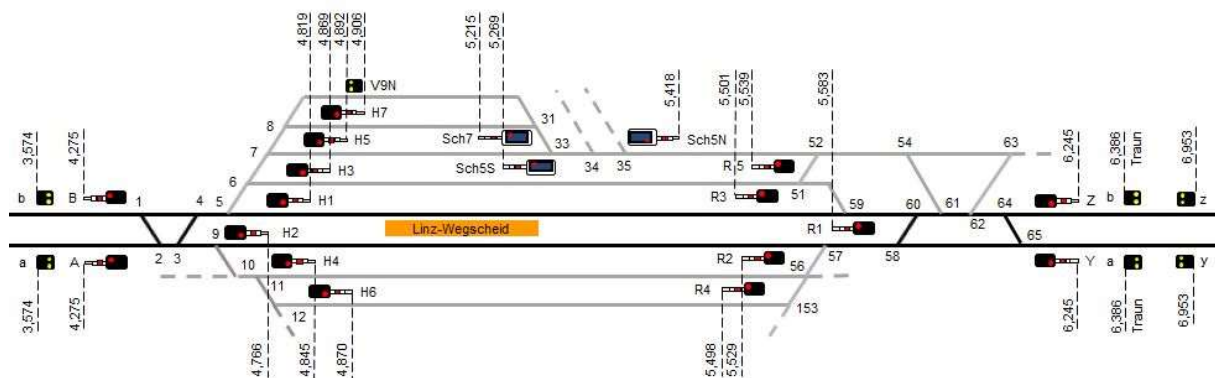 4,819
4,869
4,892
4,906
5,215
5,269
5,418
5,501
5,539
5,583
V9N
H7
8
31
Sch7
Sch5N
H5
33
52
54
63
7
34
35
3,574
4,275
H3
Sch5S
R5
6,245
6,386
Traun
6,953
6
51
b
B
1
4
5
H1
R3
59
60
61
62
64
Z
b
z
9
H2
Linz-Wegscheid
R1
65
2
3
57
58
a
A
10
H4
R2
56
Y
a
y
11
H6
R4
12
153
3,574
4,275
6,245
6,386
Traun
6,953
4,766
4,845
4,870
5,498
5,529